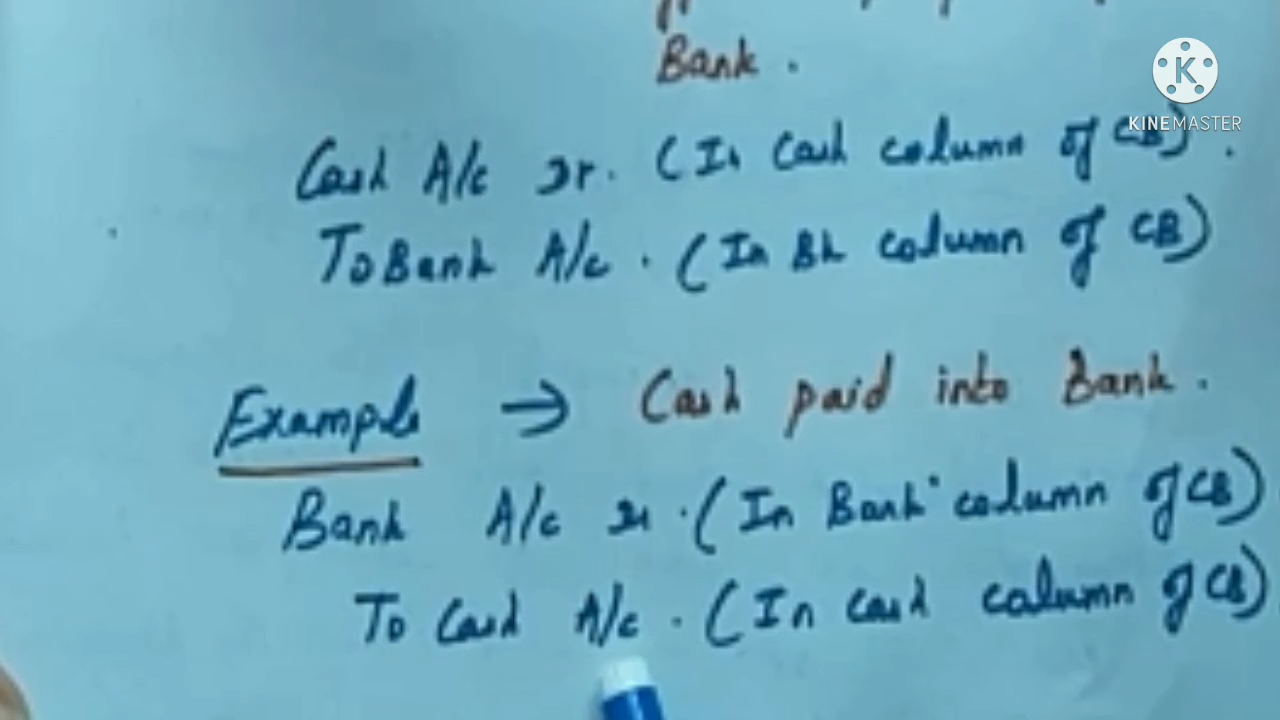 Bank.
KINEMASTER
Cash A/c Dr. (In Cash column of CB).
To Bank A/c. (In Bk column of CB)
Example → Cash paid into Bank.
Bank A/c Dr. (In Bank column of CB)
To Cash A/c. (In cash column of CB)